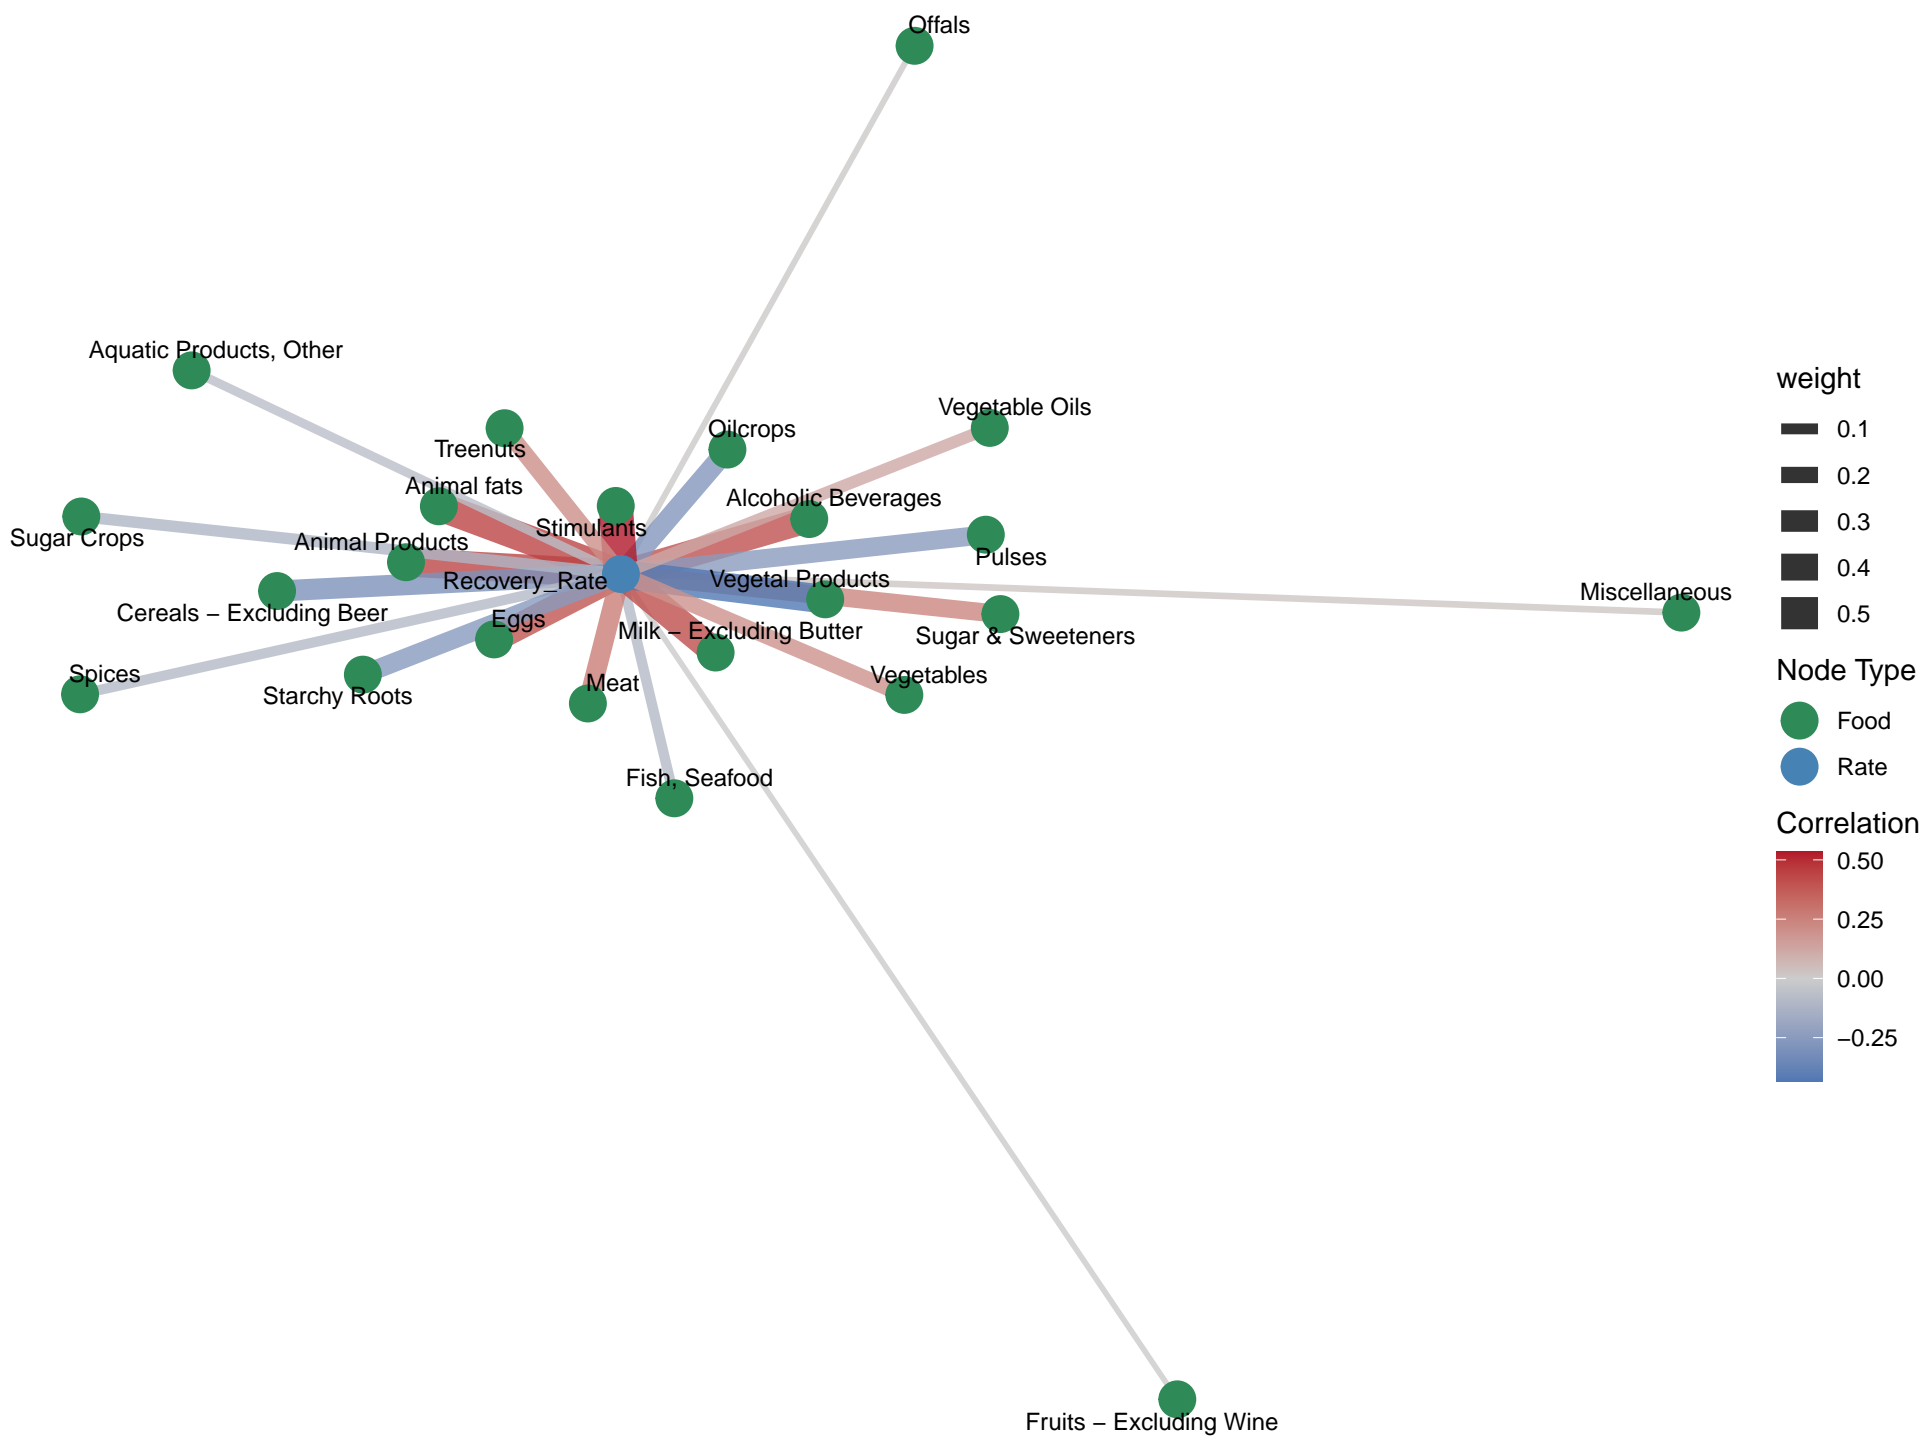 Offals
Aquatic Products, Other
Vegetable Oils
Oilcrops
Treenuts
Animal fats
Alcoholic Beverages
Stimulants
Sugar Crops
Animal Products
Pulses
Recovery_Rate
Vegetal Products
Miscellaneous
Cereals – Excluding Beer
Eggs
Milk – Excluding Butter
Sugar & Sweeteners
Spices
Starchy Roots
Meat
Vegetables
Fish, Seafood
Fruits – Excluding Wine
weight
0.1
0.2
0.3
0.4
0.5
Node Type
Food
Rate
Correlation
0.50
0.25
0.00
−0.25